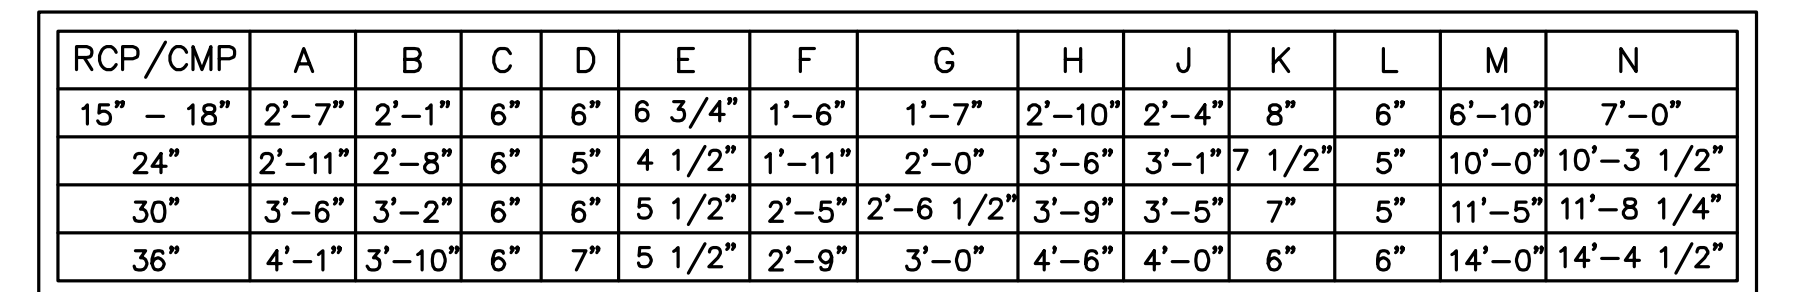 RCP/CMP A B C D E F G H J K L M N
15” – 18” 2’–7” 2’–1” 6” 6” 6 3/4” 1’–6” 1’–7” 2’–10” 2’–4” 8” 6” 6’–10” 7’–0”
24” 2’–11” 2’–8” 6” 5” 4 1/2” 1’–11” 2’–0” 3’–6” 3’–1” 7 1/2” 5” 10’–0” 10’–3 1/2”
30” 3’–6” 3’–2” 6” 6” 5 1/2” 2’–5” 2’–6 1/2” 3’–9” 3’–5” 7” 5” 11’–5” 11’–8 1/4”
36” 4’–1” 3’–10” 6” 7” 5 1/2” 2’–9” 3’–0” 4’–6” 4’–0” 6” 6” 14’–0” 14’–4 1/2”